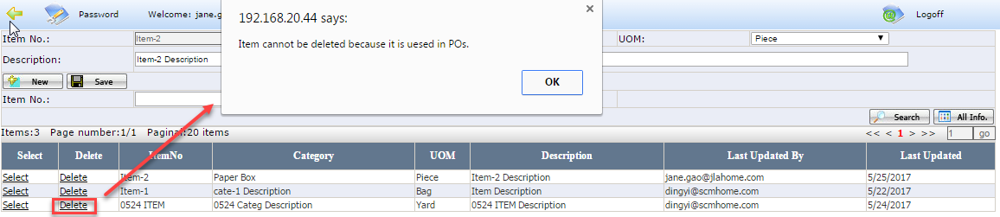 Password Welcome: jane.g Logoff
192.168.20.44 says:
Item cannot be deleted because it is uesed in POs.
OK
Item No.: Item-2 UOM: Piece
Description: Item-2 Description
New Save
Item No.:
Search All Info.
Items:3 Page number:1/1 Paginal:20 items << < 1 > >> 1 go
Select Delete ItemNo Category UOM Description Last Updated By Last Updated
Select Delete Item-2 Paper Box Piece Item-2 Description jane.gao@jlahome.com 5/25/2017
Select Delete Item-1 cate-1 Description Bag Item Description dingyi@scmhome.com 5/22/2017
Select Delete 0524 ITEM 0524 Categ Description Yard 0524 ITEM Description dingyi@scmhome.com 5/24/2017